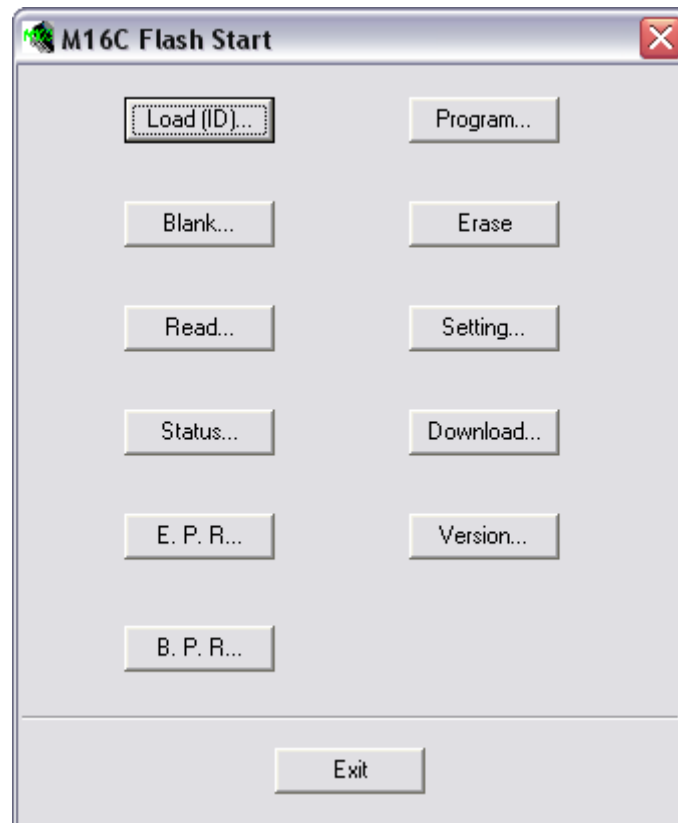 M16C Flash Start
Load (ID)... Program...
Blank... Erase
Read... Setting...
Status... Download...
E. P. R... Version...
B. P. R...
Exit